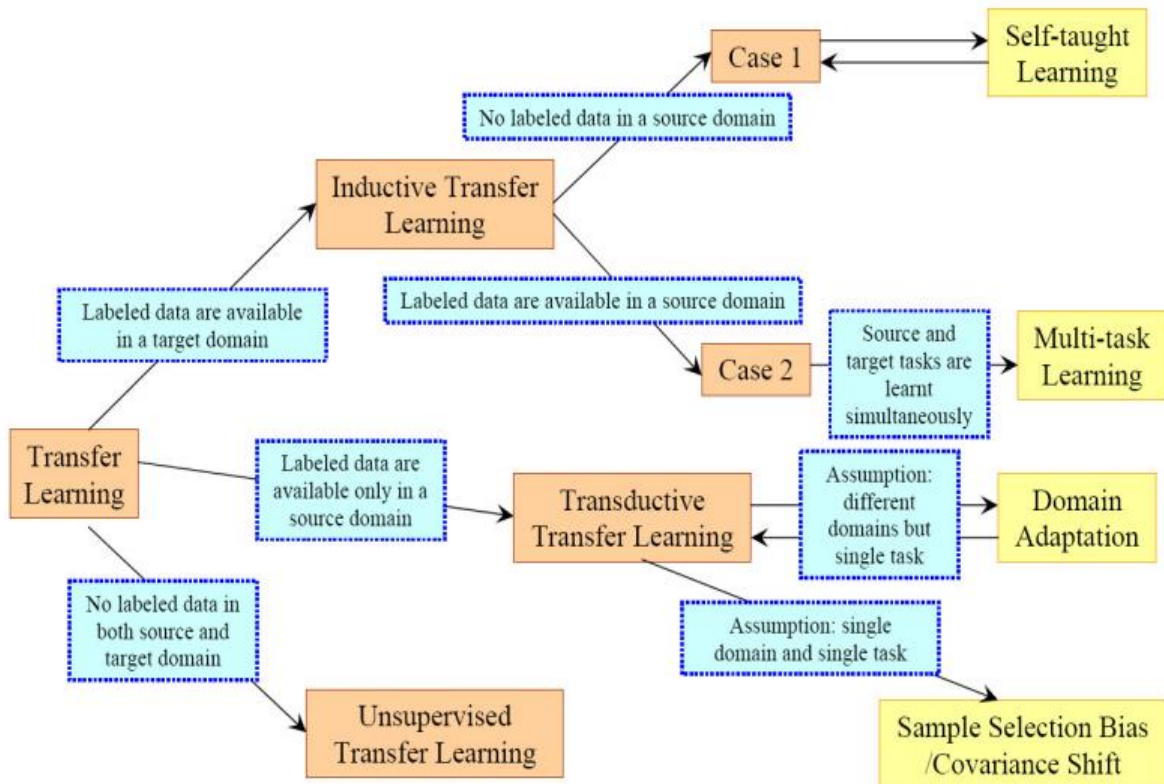 Case 1
Self-taught
Learning
No labeled data in a source domain
Inductive Transfer
Learning
Labeled data are available
in a target domain
Labeled data are available in a source domain
Case 2
Source and
target tasks are
learnt
simultaneously
Multi-task
Learning
Transfer
Learning
Labeled data are
available only in a
source domain
Transductive
Transfer Learning
Assumption:
different
domains but
single task
Domain
Adaptation
No labeled data in
both source and
target domain
Assumption: single
domain and single task
Unsupervised
Transfer Learning
Sample Selection Bias
/Covariance Shift